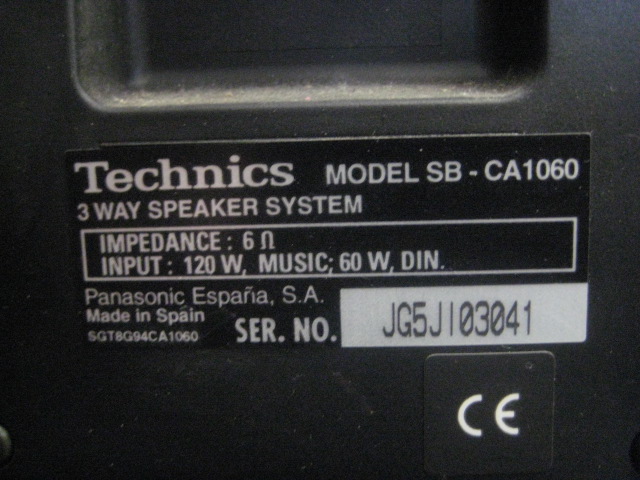 Technics MODEL SB - CA1060
3 WAY SPEAKER SYSTEM
IMPEDANCE : 6 Ω
INPUT : 120 W, MUSIC; 60 W, DIN.
Panasonic España, S.A.
Made in Spain
SGT8G94CA1060
SER. NO. JG5JI03041
CE